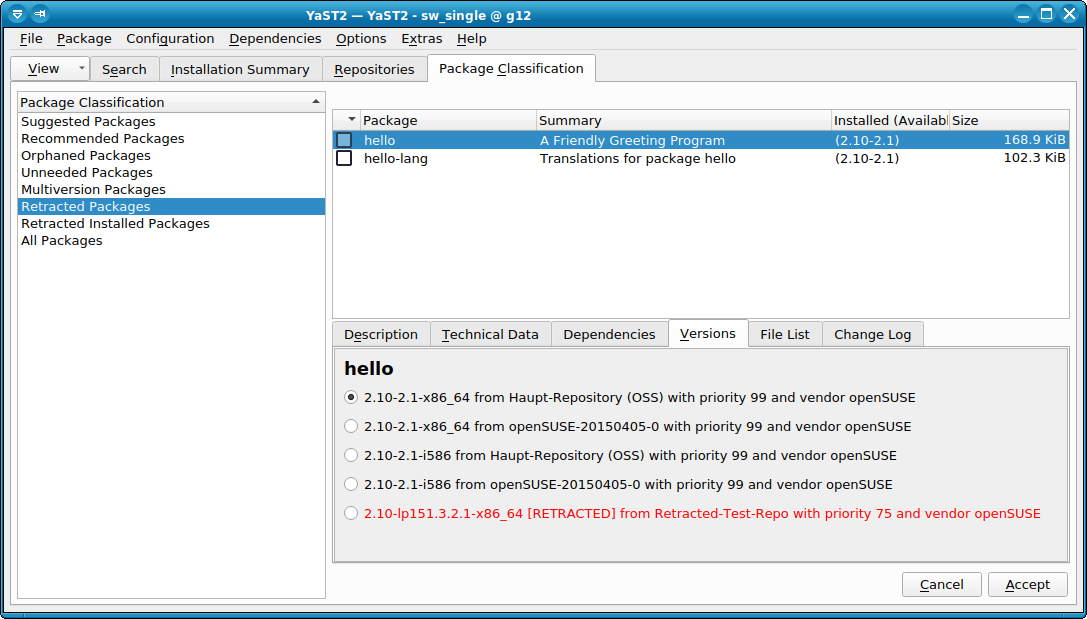 YaST2 — YaST2 - sw_single @ g12
File Package Configuration Dependencies Options Extras Help
View Search Installation Summary Repositories Package Classification
Package Classification
Suggested Packages
Recommended Packages
Orphaned Packages
Unneeded Packages
Multiversion Packages
Retracted Packages
Retracted Installed Packages
All Packages
Package Summary Installed (Availabl Size
hello A Friendly Greeting Program (2.10-2.1) 168.9 KiB
hello-lang Translations for package hello (2.10-2.1) 102.3 KiB
Description Technical Data Dependencies Versions File List Change Log
hello
2.10-2.1-x86_64 from Haupt-Repository (OSS) with priority 99 and vendor openSUSE
2.10-2.1-x86_64 from openSUSE-20150405-0 with priority 99 and vendor openSUSE
2.10-2.1-i586 from Haupt-Repository (OSS) with priority 99 and vendor openSUSE
2.10-2.1-i586 from openSUSE-20150405-0 with priority 99 and vendor openSUSE
2.10-lp151.3.2.1-x86_64 [RETRACTED] from Retracted-Test-Repo with priority 75 and vendor openSUSE
Cancel Accept